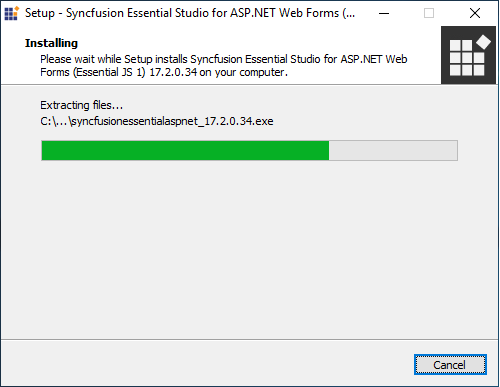 Setup - Syncfusion Essential Studio for ASP.NET Web Forms (...
Installing
Please wait while Setup installs Syncfusion Essential Studio for ASP.NET Web
Forms (Essential JS 1) 17.2.0.34 on your computer.
Extracting files...
C:\...\syncfusionessentialaspnet_17.2.0.34.exe
Cancel